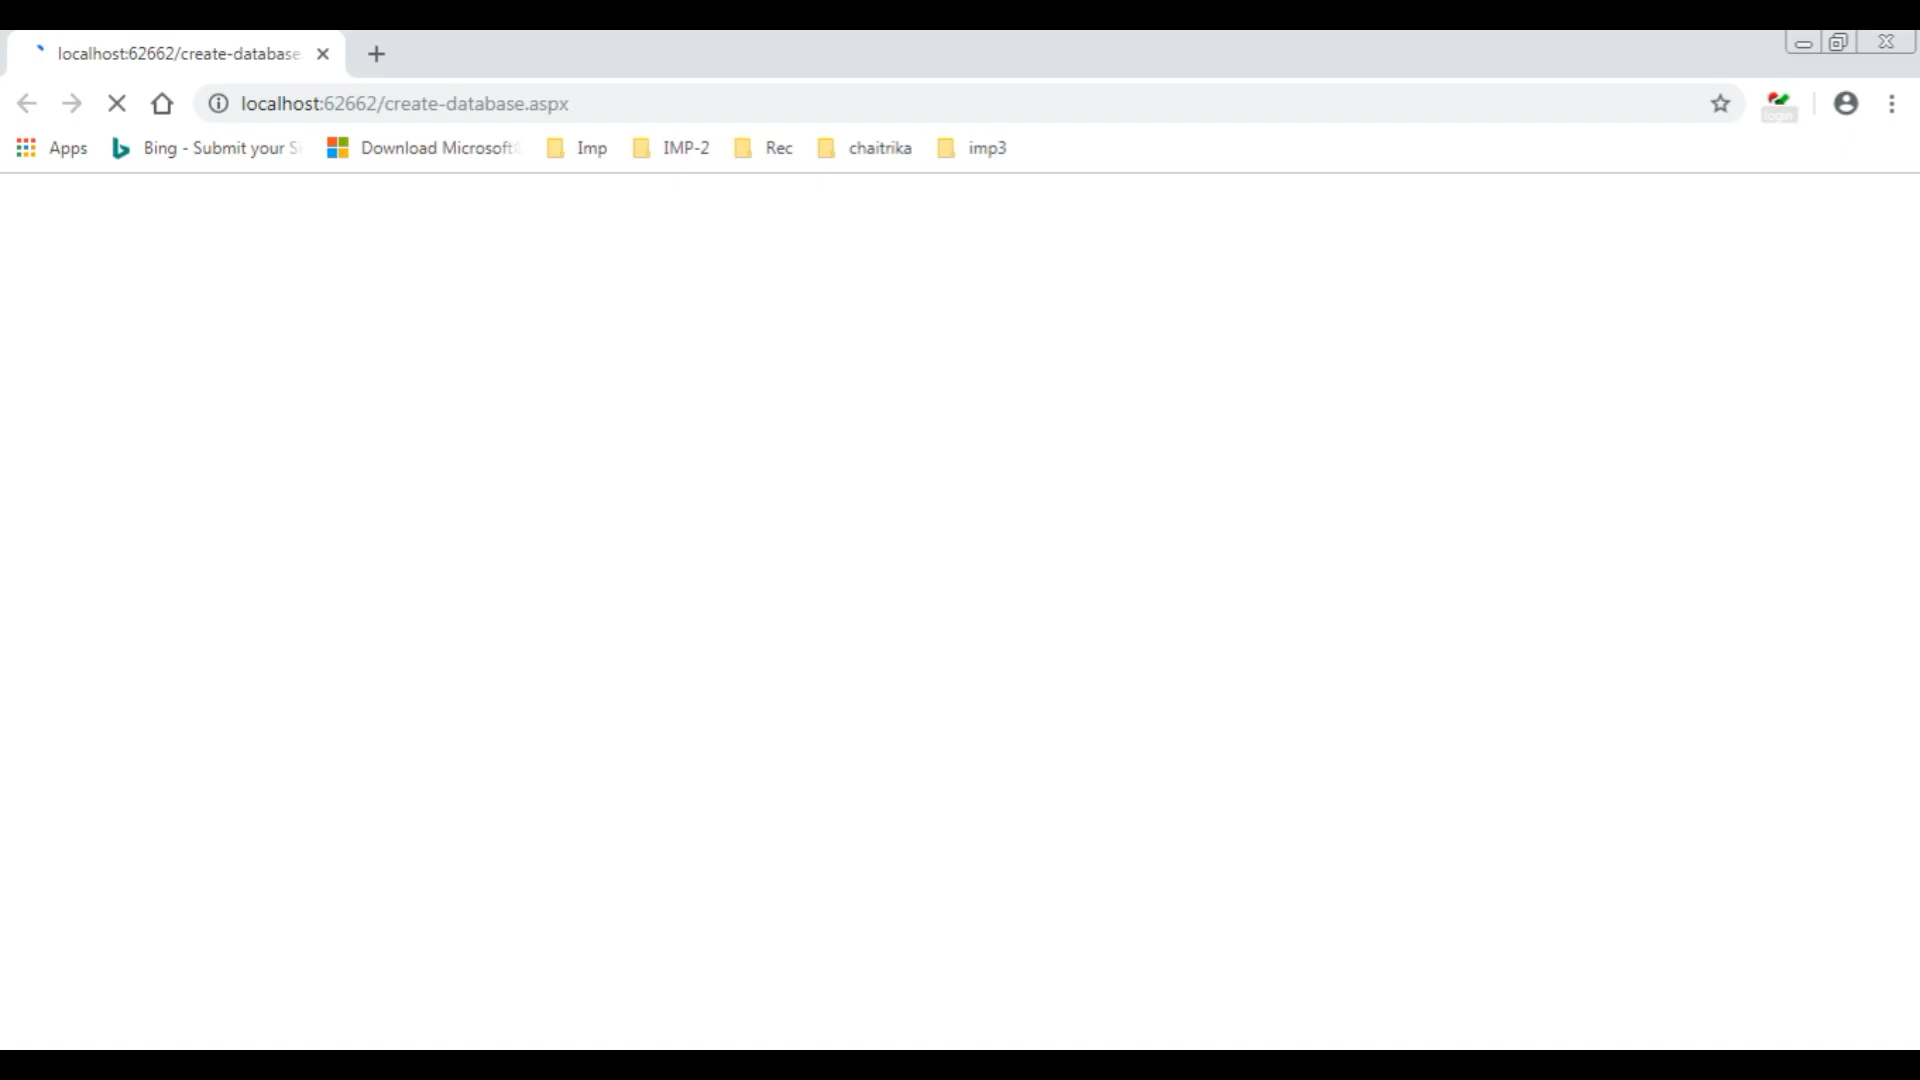 localhost:62662/create-database
localhost:62662/create-database.aspx
login
Apps
Bing - Submit your S
Download Microsoft
Imp
IMP-2
Rec
chaitrika
imp3